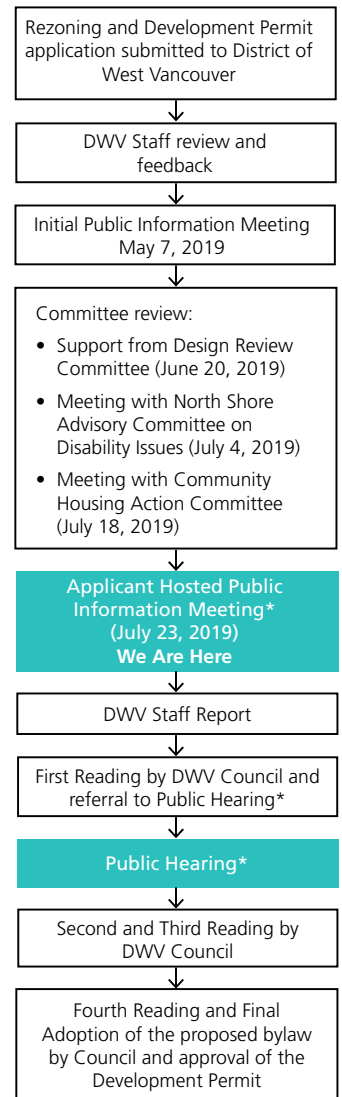 Rezoning and Development Permit
application submitted to District of
West Vancouver
DWV Staff review and
feedback
Initial Public Information Meeting
May 7, 2019
Committee review:
• Support from Design Review
Committee (June 20, 2019)
• Meeting with North Shore
Advisory Committee on
Disability Issues (July 4, 2019)
• Meeting with Community
Housing Action Committee
(July 18, 2019)
Applicant Hosted Public
Information Meeting*
(July 23, 2019)
We Are Here
DWV Staff Report
First Reading by DWV Council and
referral to Public Hearing*
Public Hearing*
Second and Third Reading by
DWV Council
Fourth Reading and Final
Adoption of the proposed bylaw
by Council and approval of the
Development Permit